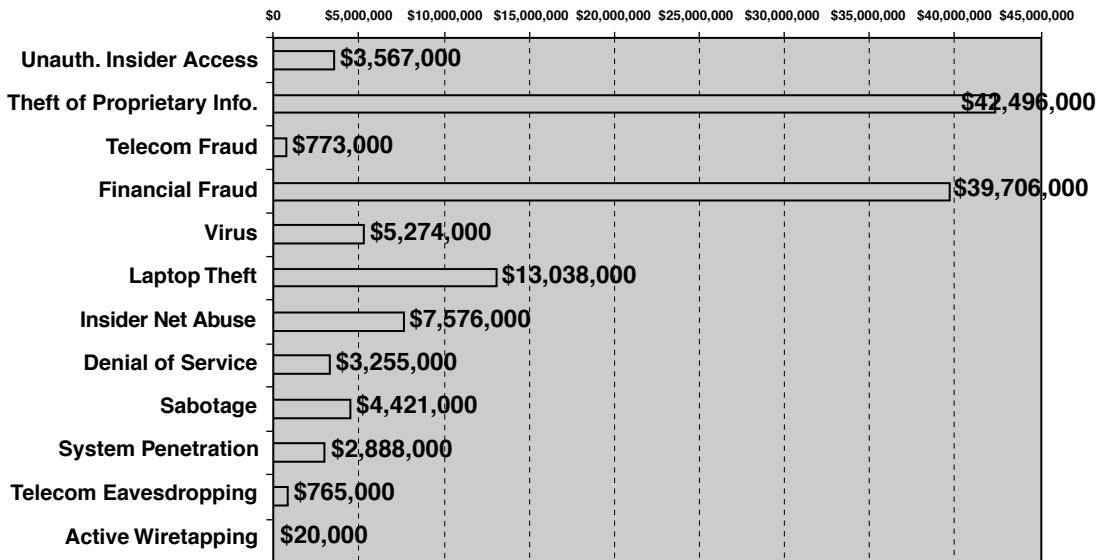 $0 $5,000,000 $10,000,000 $15,000,000 $20,000,000 $25,000,000 $30,000,000 $35,000,000 $40,000,000 $45,000,000
Unauth. Insider Access $3,567,000
Theft of Proprietary Info. $42,496,000
Telecom Fraud $773,000
Financial Fraud $39,706,000
Virus $5,274,000
Laptop Theft $13,038,000
Insider Net Abuse $7,576,000
Denial of Service $3,255,000
Sabotage $4,421,000
System Penetration $2,888,000
Telecom Eavesdropping $765,000
Active Wiretapping $20,000